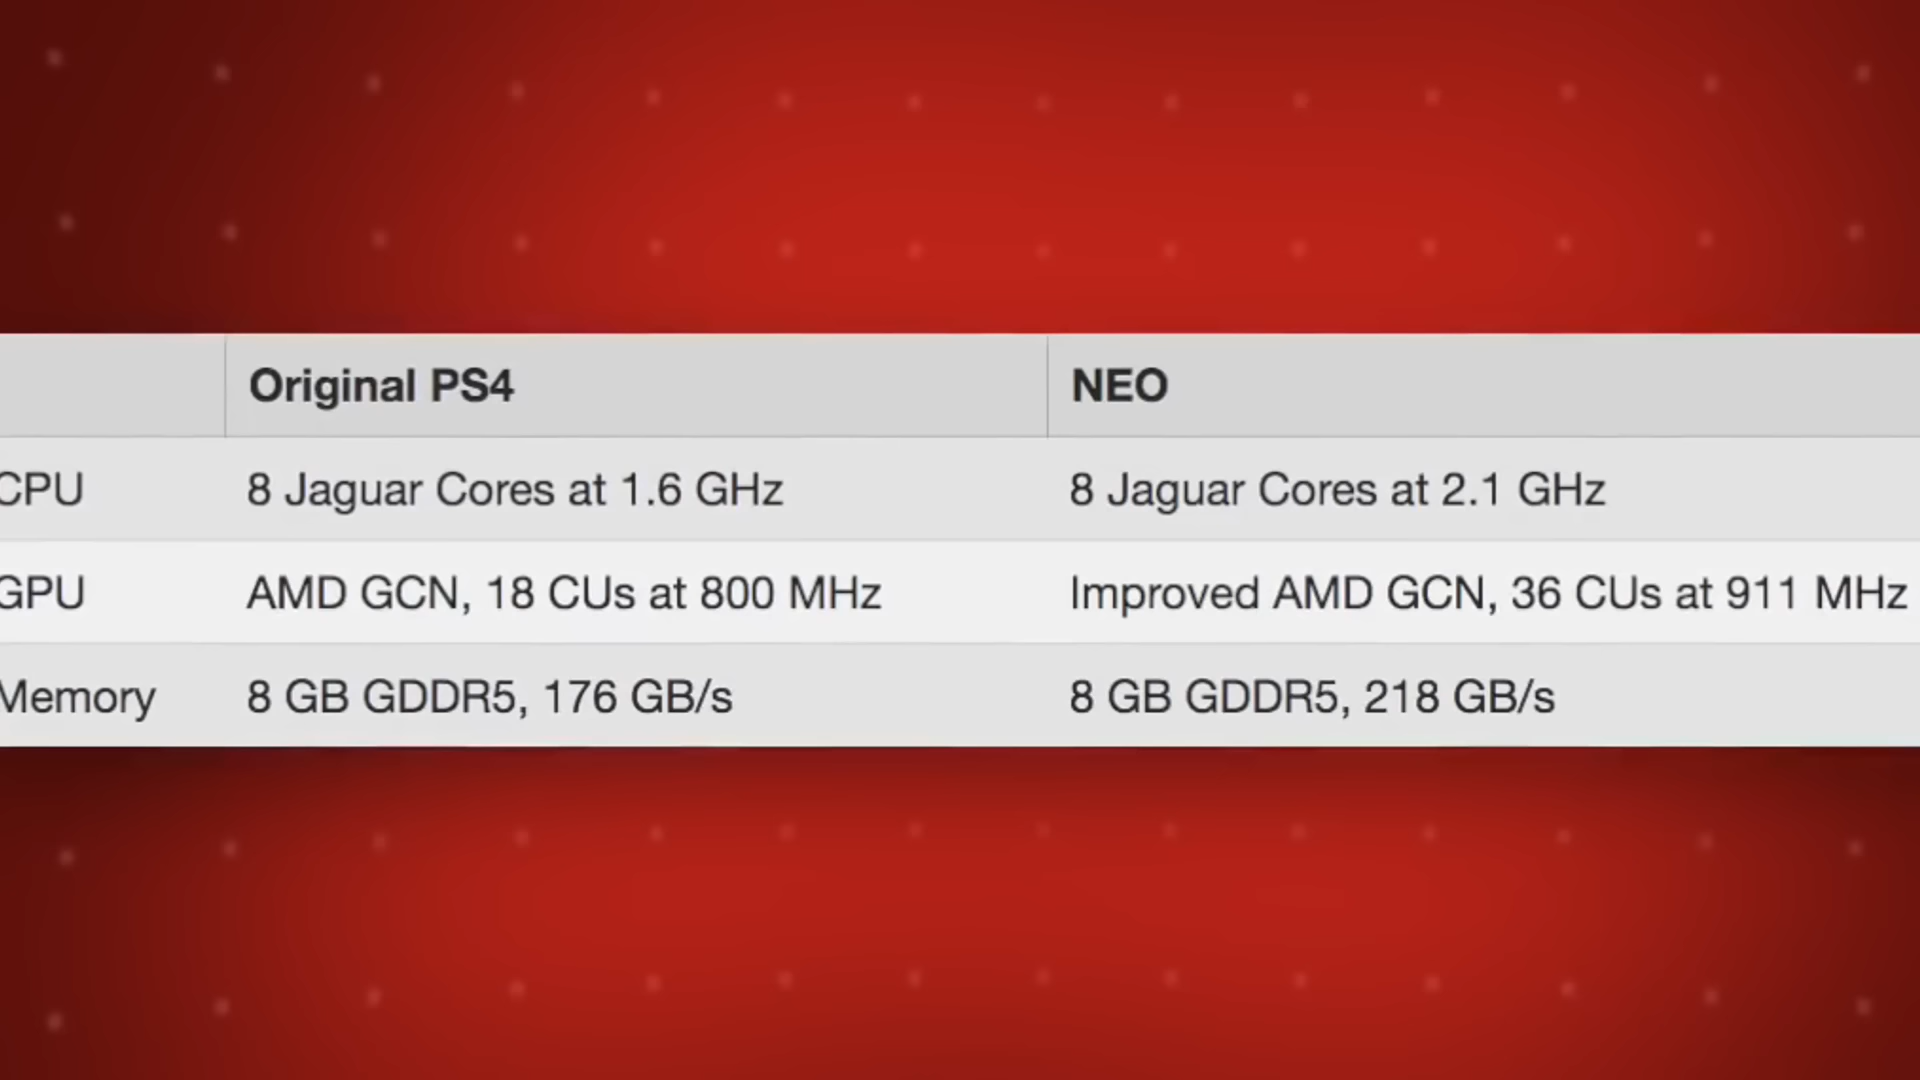 Original PS4 NEO
CPU 8 Jaguar Cores at 1.6 GHz 8 Jaguar Cores at 2.1 GHz
GPU AMD GCN, 18 CUs at 800 MHz Improved AMD GCN, 36 CUs at 911 MHz
Memory 8 GB GDDR5, 176 GB/s 8 GB GDDR5, 218 GB/s